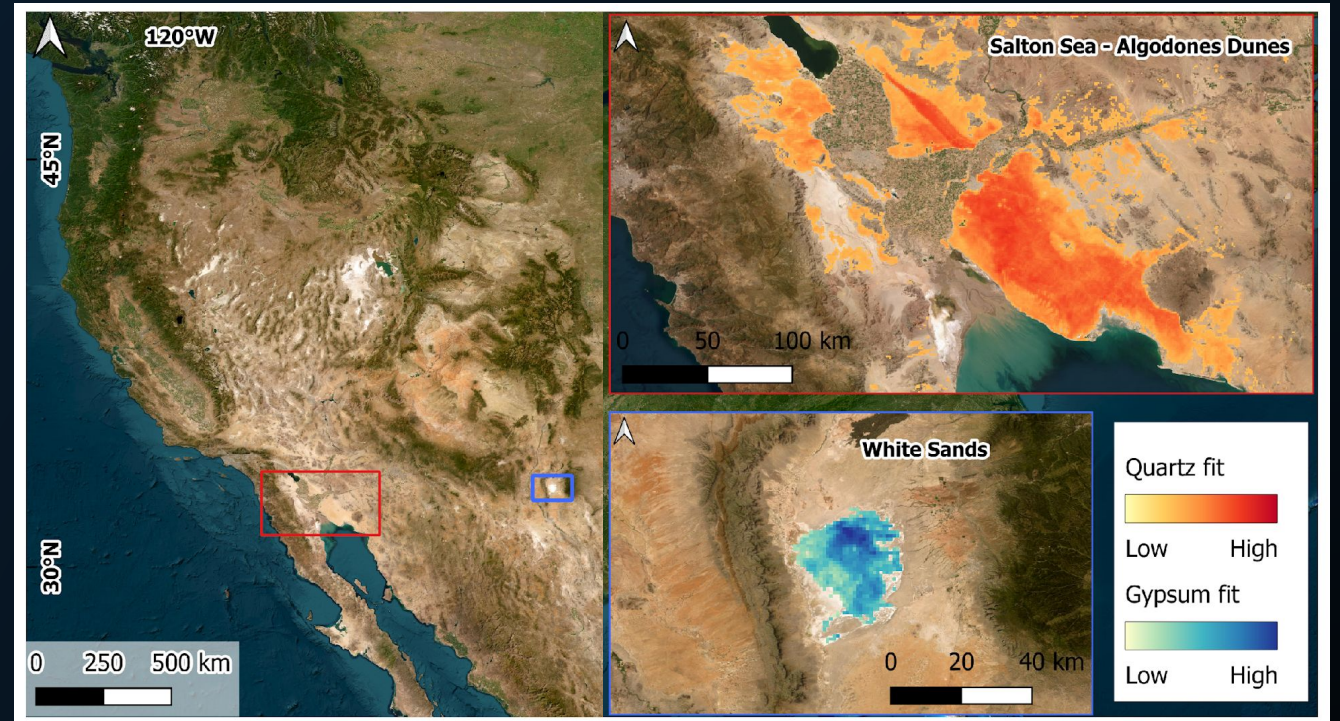 120°W
45°N
30°N
0 250 500 km
Salton Sea - Algodones Dunes
0 50 100 km
White Sands
0 20 40 km
Quartz fit
Low High
Gypsum fit
Low High